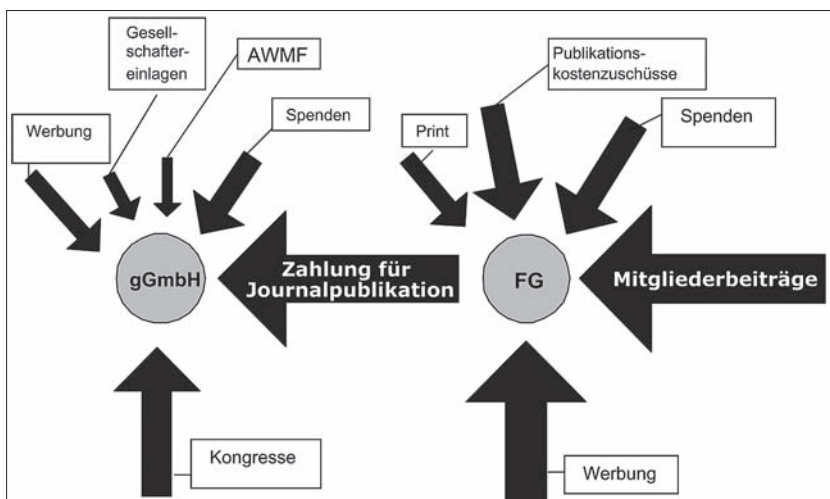 Gesell-
schafter-
einlagen
AWMF
Publikations-
kostenzuschüsse
Werbung
Spenden
Print
Spenden
gGmbH
Zahlung für
Journalpublikation
FG
Mitgliederbeiträge
Kongresse
Werbung